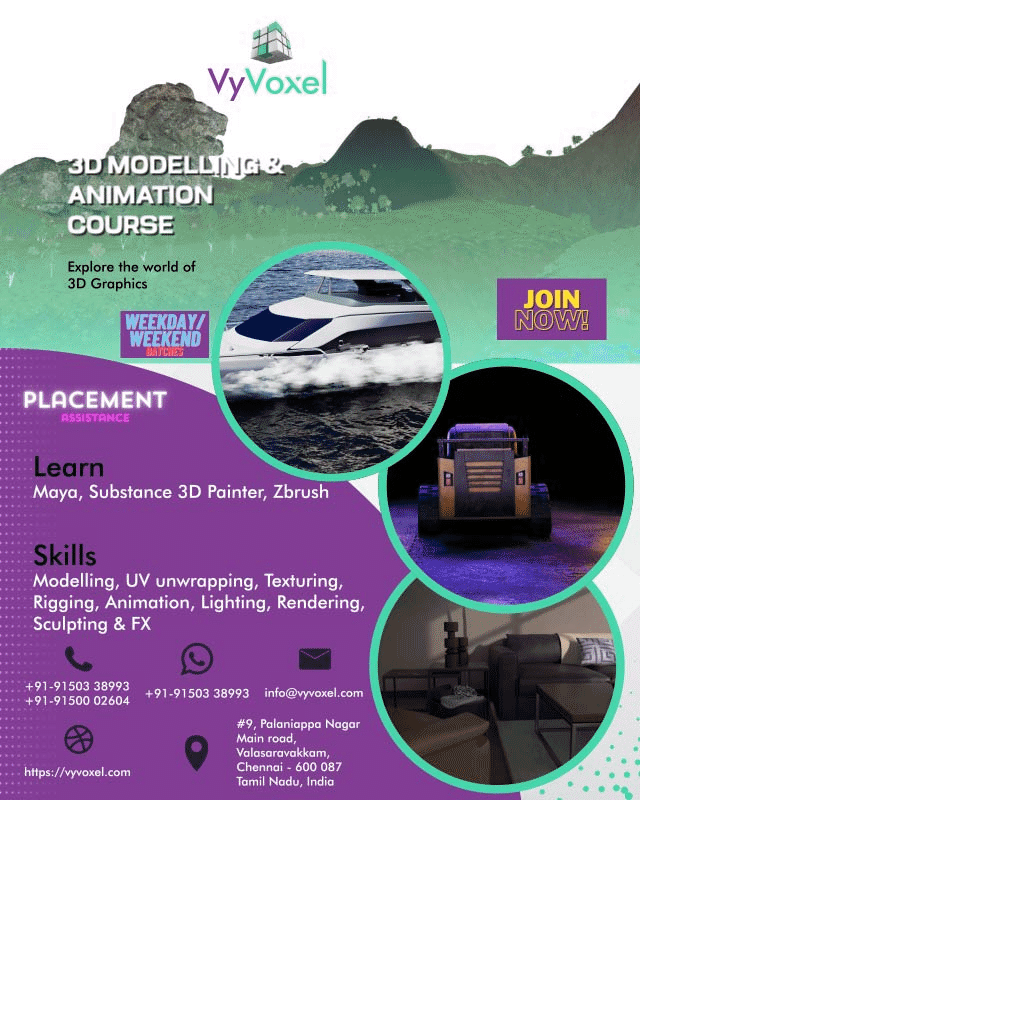 VyVoxel
3D MODELLING &
ANIMATION
COURSE
Explore the world of
3D Graphics
JOIN
NOW!
WEEKDAY/
WEEKEND
BATCHES
PLACEMENT
ASSISTANCE
Learn
Maya, Substance 3D Painter, Zbrush
Skills
Modelling, UV unwrapping, Texturing,
Rigging, Animation, Lighting, Rendering,
Sculpting & FX
+91-91503 38993
+91-91500 02604
+91-91503 38993
info@vyvoxel.com
https://vyvoxel.com
#9, Palaniappa Nagar
Main road,
Valasaravakkam,
Chennai - 600 087
Tamil Nadu, India